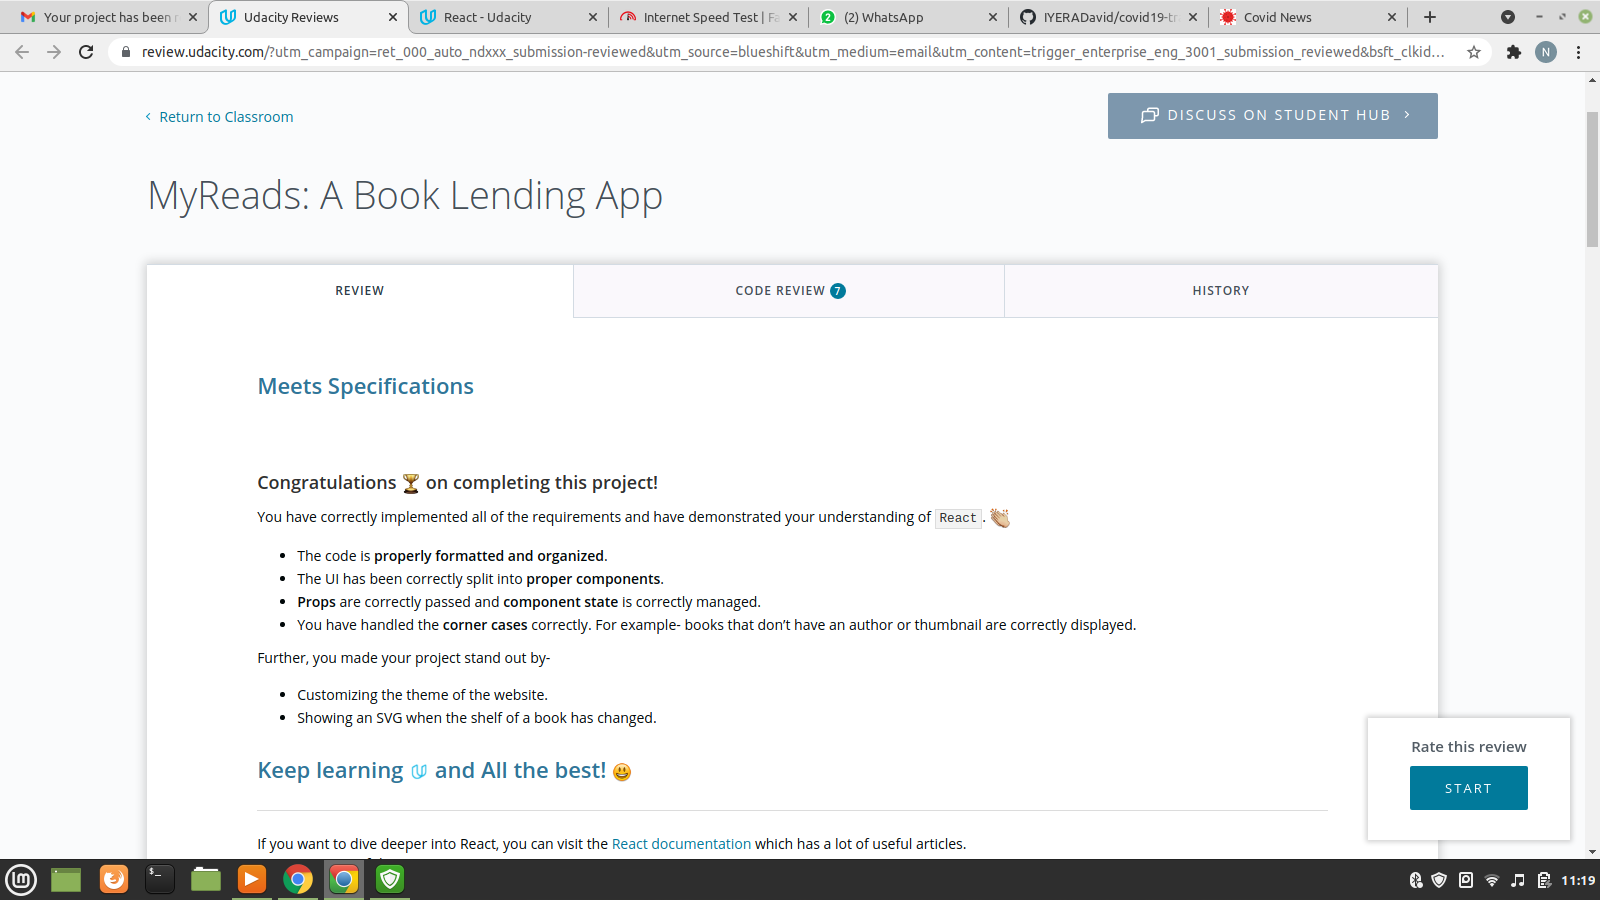 Your project has been r
Udacity Reviews
React - Udacity
Internet Speed Test | Fa
(2) WhatsApp
IYERADavid/covid19-tr
Covid News
review.udacity.com/?utm_campaign=ret_000_auto_ndxxx_submission-reviewed&utm_source=blueshift&utm_medium=email&utm_content=trigger_enterprise_eng_3001_submission_reviewed&bsft_clkid...
N
Return to Classroom
DISCUSS ON STUDENT HUB
MyReads: A Book Lending App
REVIEW
CODE REVIEW 7
HISTORY
Meets Specifications
Congratulations 🏆 on completing this project!
You have correctly implemented all of the requirements and have demonstrated your understanding of React. 👏
• The code is properly formatted and organized.
• The UI has been correctly split into proper components.
• Props are correctly passed and component state is correctly managed.
• You have handled the corner cases correctly. For example- books that don’t have an author or thumbnail are correctly displayed.
Further, you made your project stand out by-
• Customizing the theme of the website.
• Showing an SVG when the shelf of a book has changed.
Keep learning and All the best! 😃
If you want to dive deeper into React, you can visit the React documentation which has a lot of useful articles.
Rate this review
START
11:19